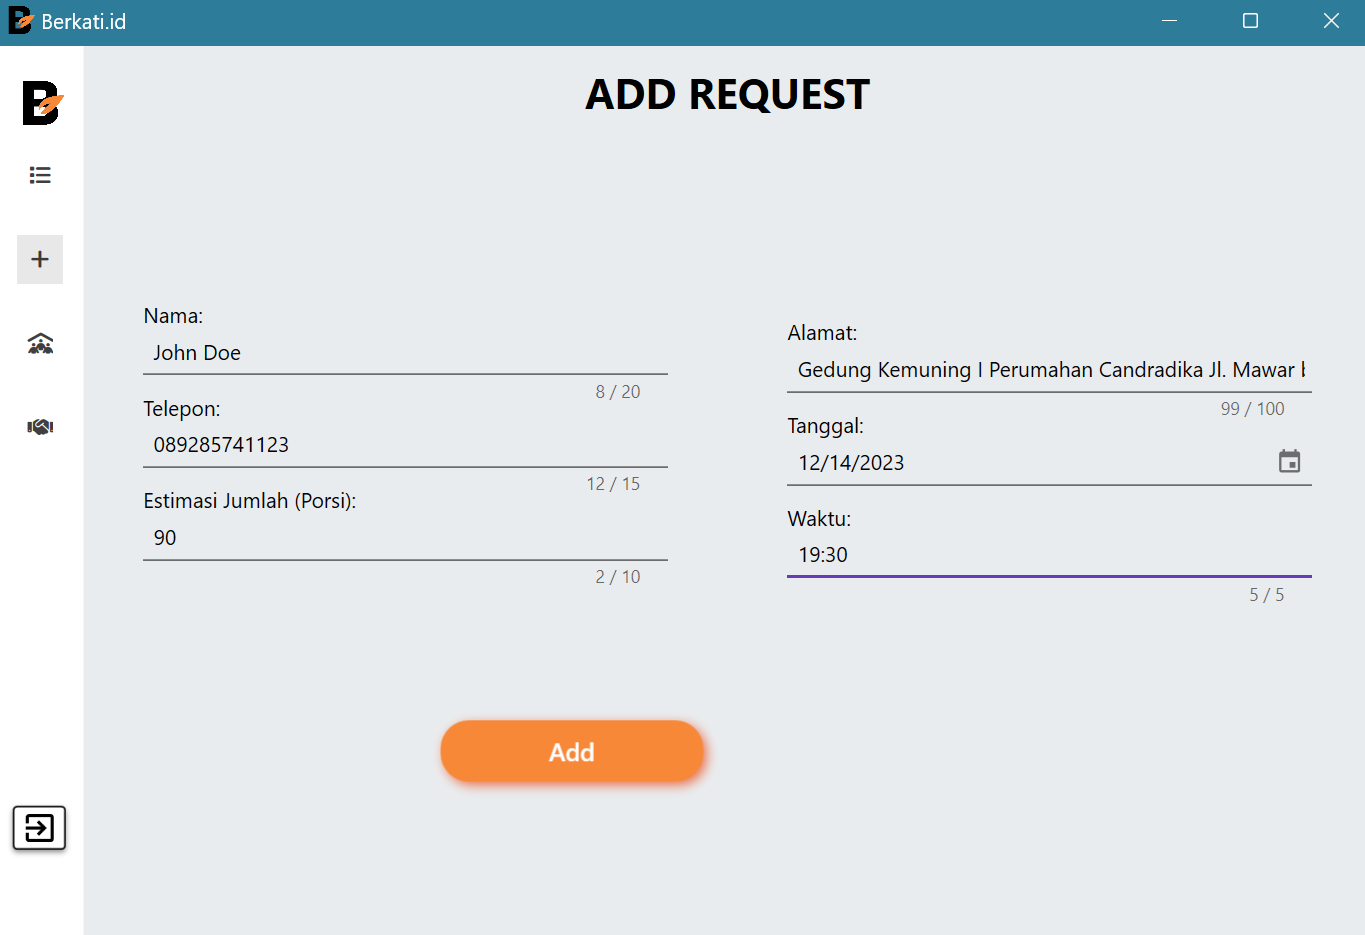 Berkati.id
ADD REQUEST
Nama:
John Doe
8 / 20
Telepon:
089285741123
12 / 15
Estimasi Jumlah (Porsi):
90
2 / 10
Alamat:
Gedung Kemuning I Perumahan Candradika Jl. Mawar
99 / 100
Tanggal:
12/14/2023
Waktu:
19:30
5 / 5
Add